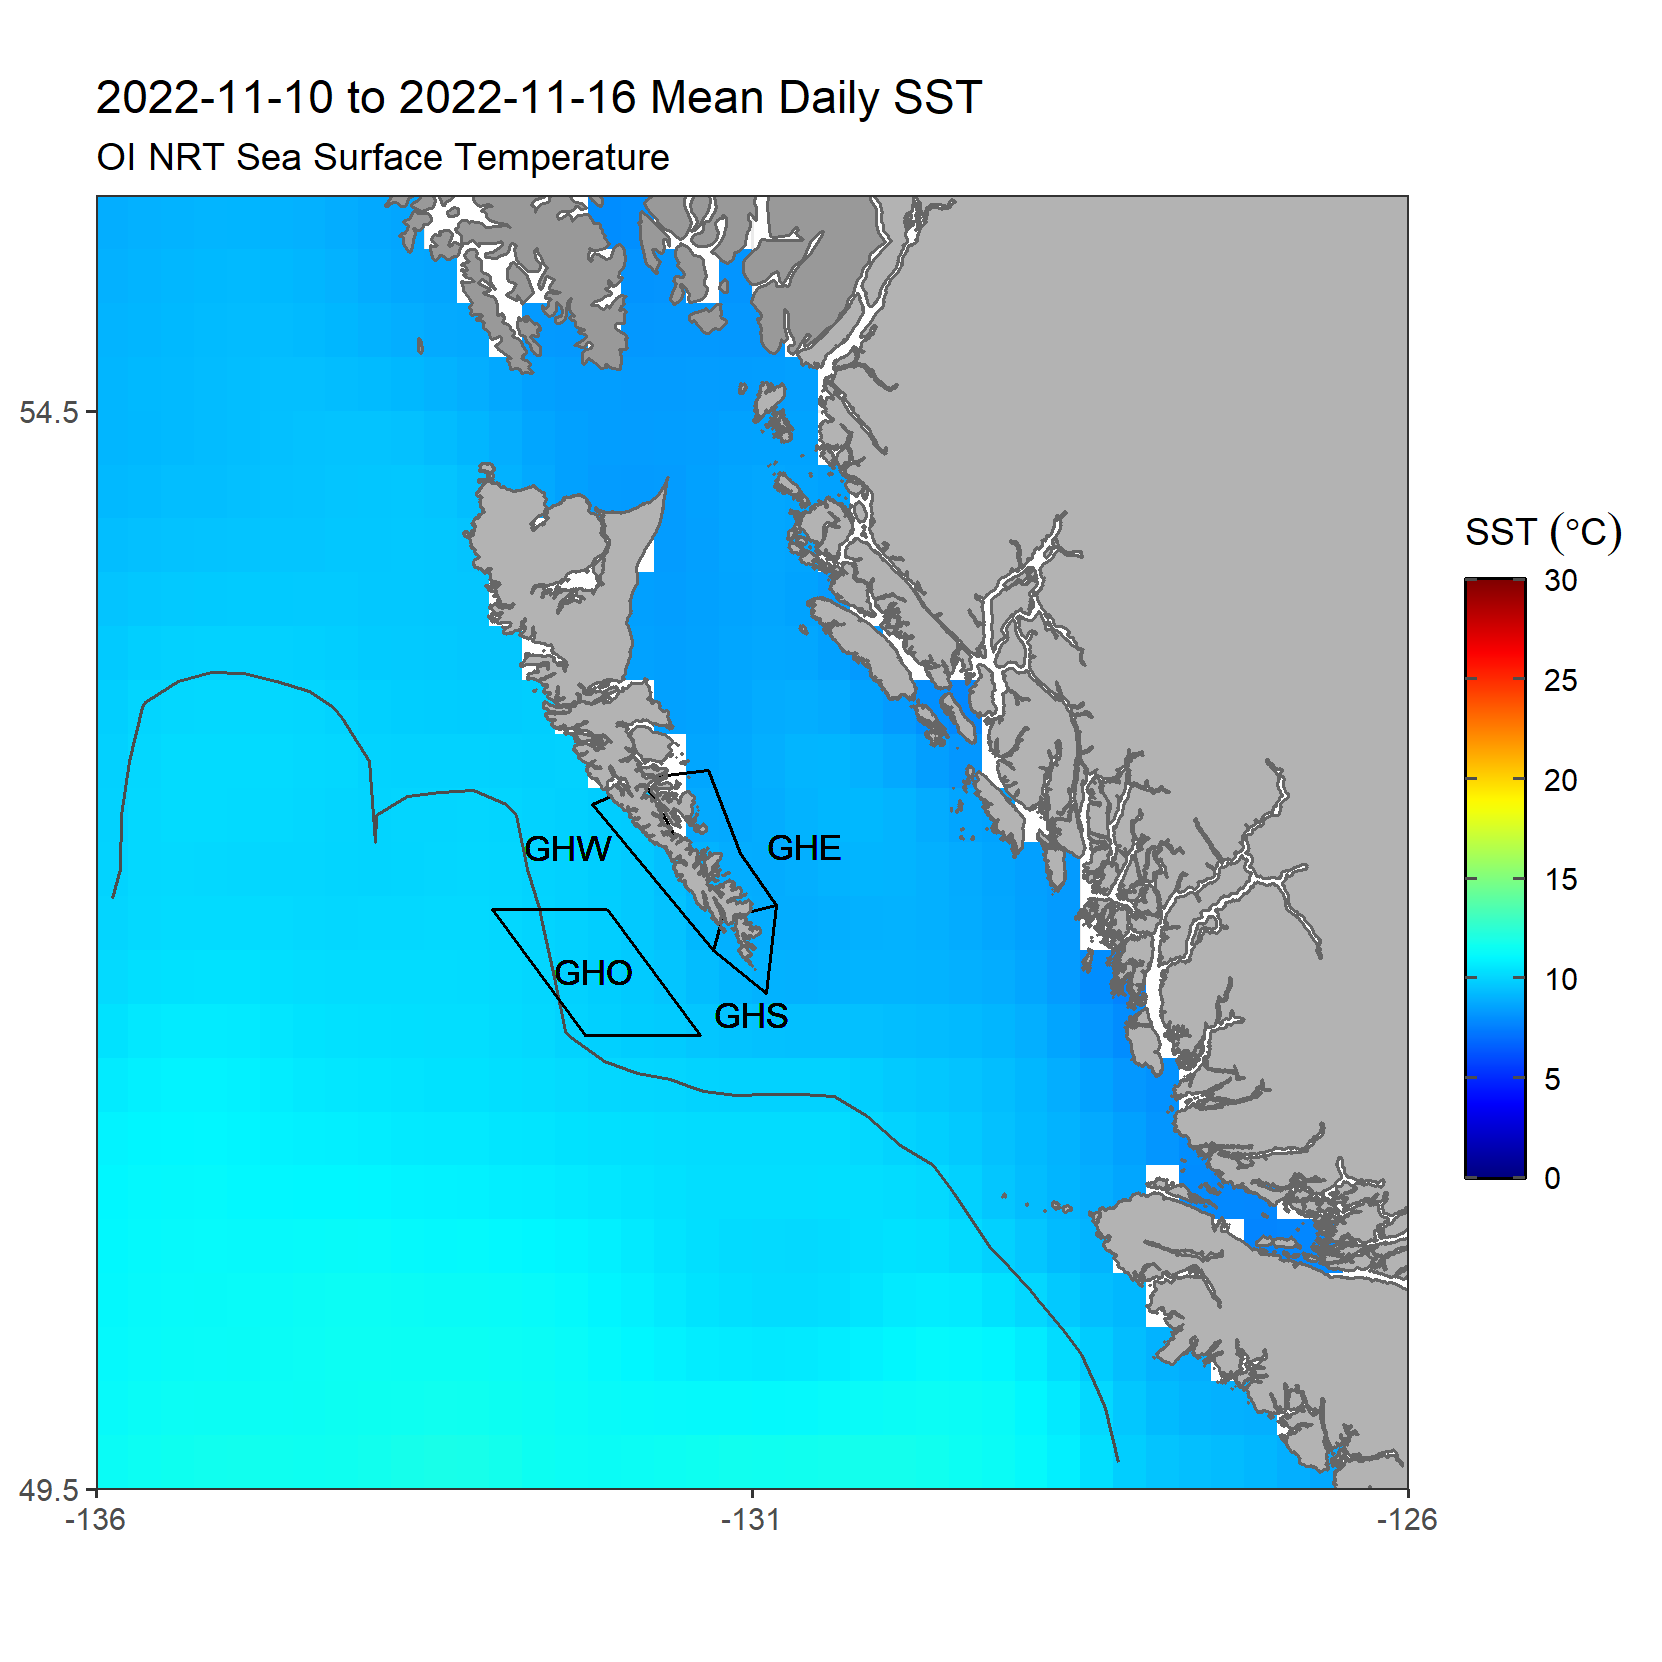 2022-11-10 to 2022-11-16 Mean Daily SST
OI NRT Sea Surface Temperature
54.5
49.5
-136
-131
-126
GHW
GHE
GHO
GHS
SST (°C)
30
25
20
15
10
5
0